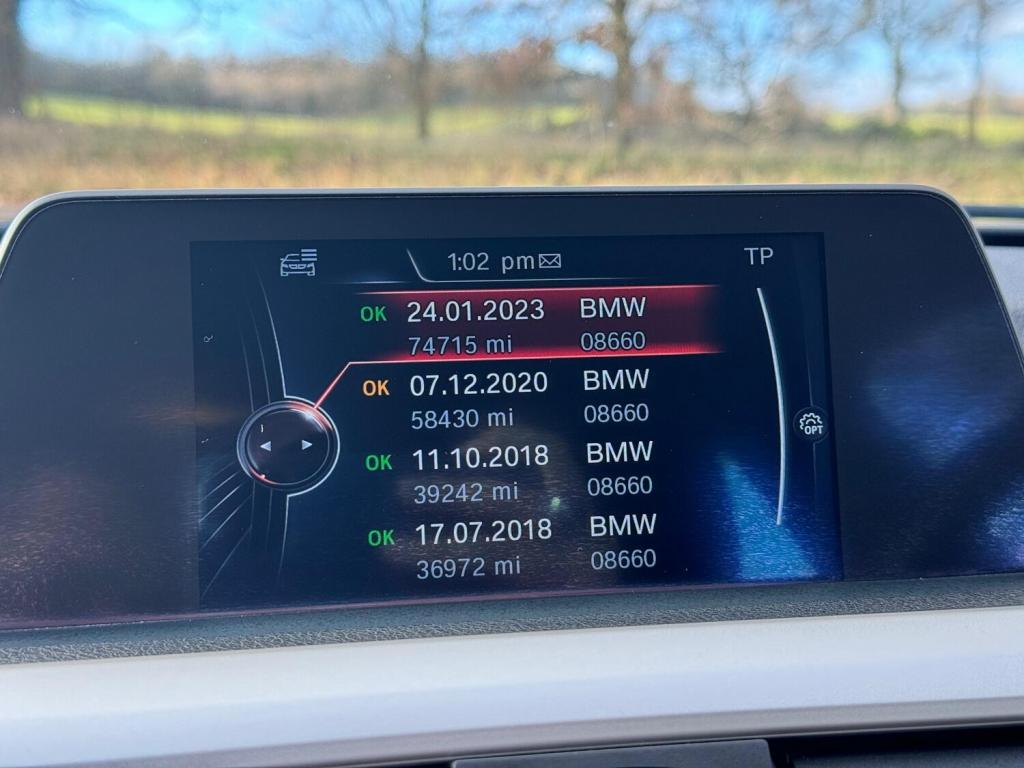 1:02 pm TP
OK 24.01.2023 BMW
74715 mi 08660
OK 07.12.2020 BMW
58430 mi 08660
OPT
OK 11.10.2018 BMW
39242 mi 08660
OK 17.07.2018 BMW
36972 mi 08660